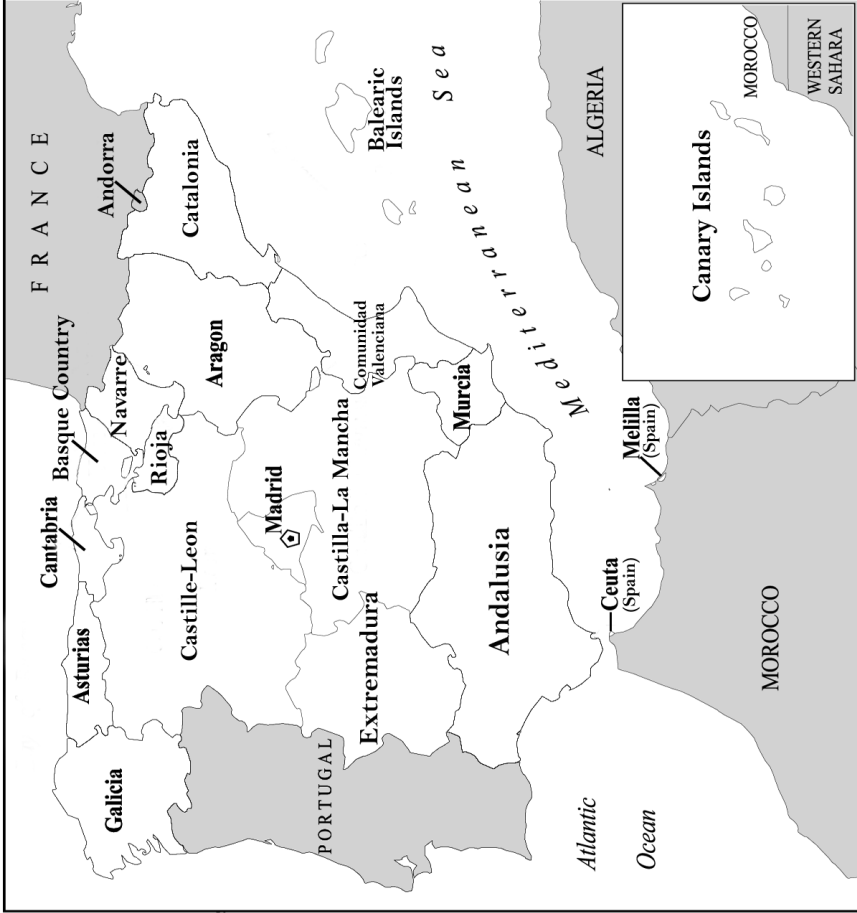 FRANCE
Andorra
Basque Country
Cantabria
Asturias
Galicia
Navarre
Rioja
Aragon
Catalonia
Castille-Leon
Madrid
Comunidad
Valenciana
Balearic
Islands
PORTUGAL
Extremadura
Castilla-La Mancha
Murcia
Andalusia
Mediterranean Sea
Atlantic
Ocean
Ceuta
(Spain)
Melilla
(Spain)
MOROCCO
ALGERIA
Canary Islands
MOROCCO
WESTERN
SAHARA